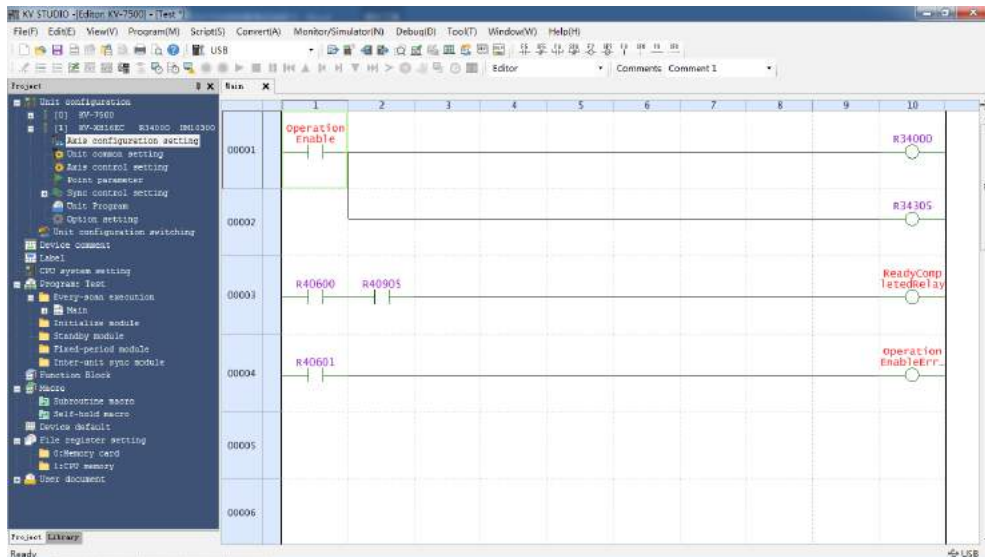 KV STUDIO -[Editor: KV-7500] - [Test *]
File(F) Edit(E) View(V) Program(M) Script(S) Convert(A) Monitor/Simulator(N) Debug(D) Tool(T) Window(W) Help(H)
USB
Editor
Comments Comment 1
Project
Main
Unit configuration
[0] KV-7500
[1] KV-XH16EC R34000 DM10300
Axis configuration setting
Unit common setting
Axis control setting
Point parameter
Sync control setting
Unit Program
Option setting
Unit configuration switching
Device comment
Label
CPU system setting
Program: Test
Every-scan execution
Main
Initialize module
Standby module
Fixed-period module
Inter-unit sync module
Function Block
Macro
Subroutine macro
Self-hold macro
Device default
File register setting
0:Memory card
1:CPU memory
User document
Project Library
Ready
1 2 3 4 5 6 7 8 9 10
Operation
Enable
00001
R34000
R34305
00002
R40600 R40905
ReadyComp
letedRelay
00003
R40601
Operation
EnableErr_
00004
00005
00006
USB